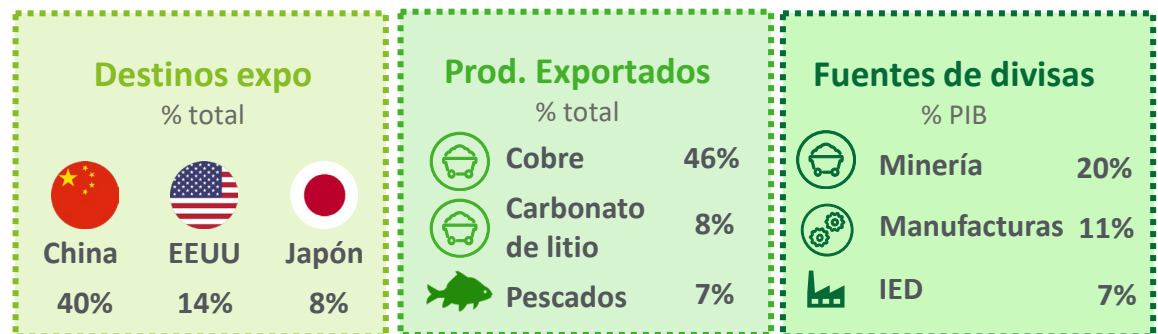 Destinos expo
% total
China
EEUU
Japón
40%
14%
8%
Prod. Exportados
% total
Cobre 46%
Carbonato
de litio 8%
Pescados 7%
Fuentes de divisas
% PIB
Minería 20%
Manufacturas 11%
IED 7%